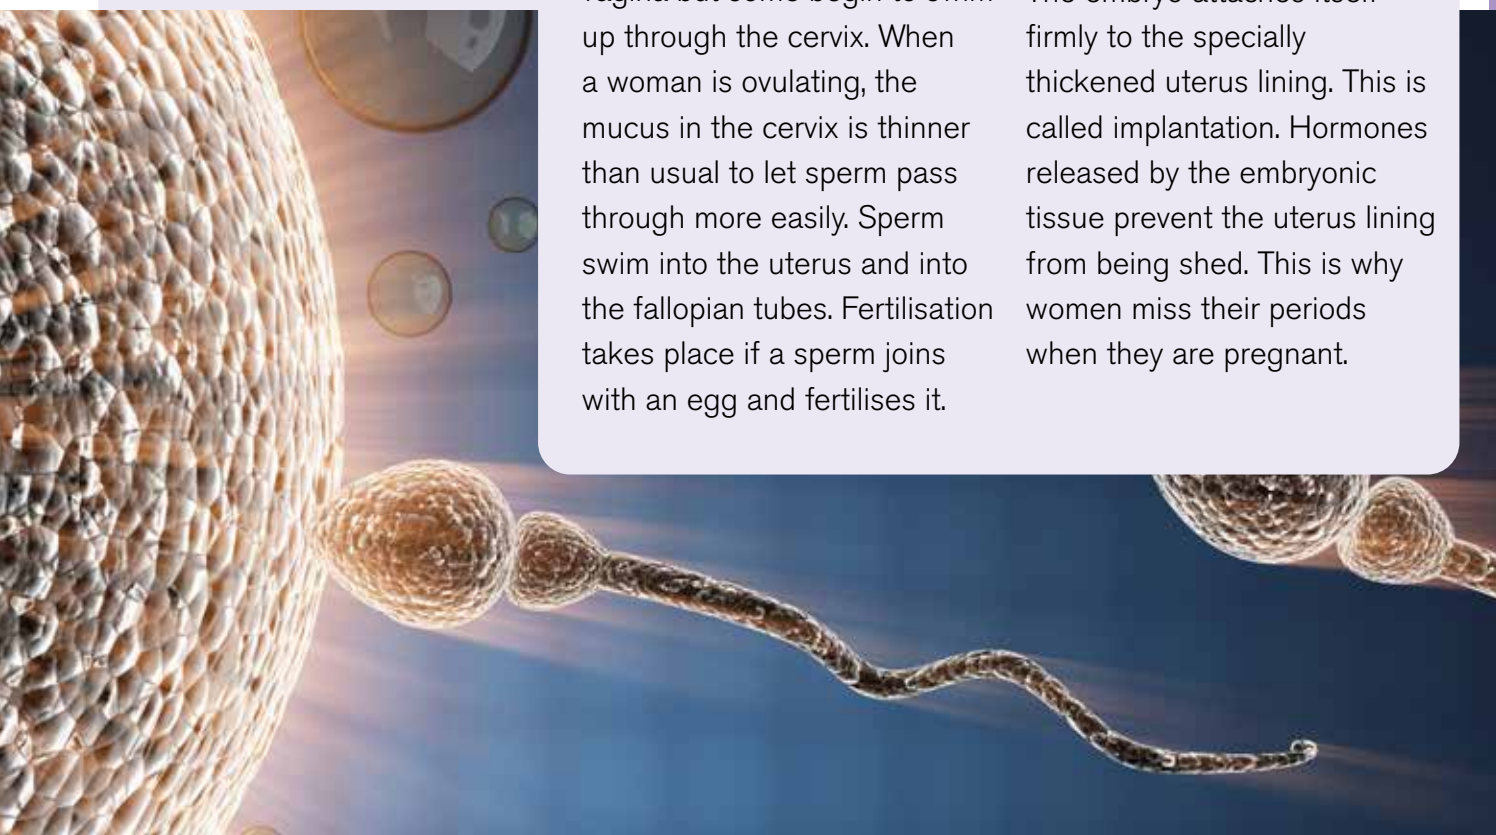 up through the cervix. When
a woman is ovulating, the
mucus in the cervix is thinner
than usual to let sperm pass
through more easily. Sperm
swim into the uterus and into
the fallopian tubes. Fertilisation
takes place if a sperm joins
with an egg and fertilises it.
firmly to the specially
thickened uterus lining. This is
called implantation. Hormones
released by the embryonic
tissue prevent the uterus lining
from being shed. This is why
women miss their periods
when they are pregnant.